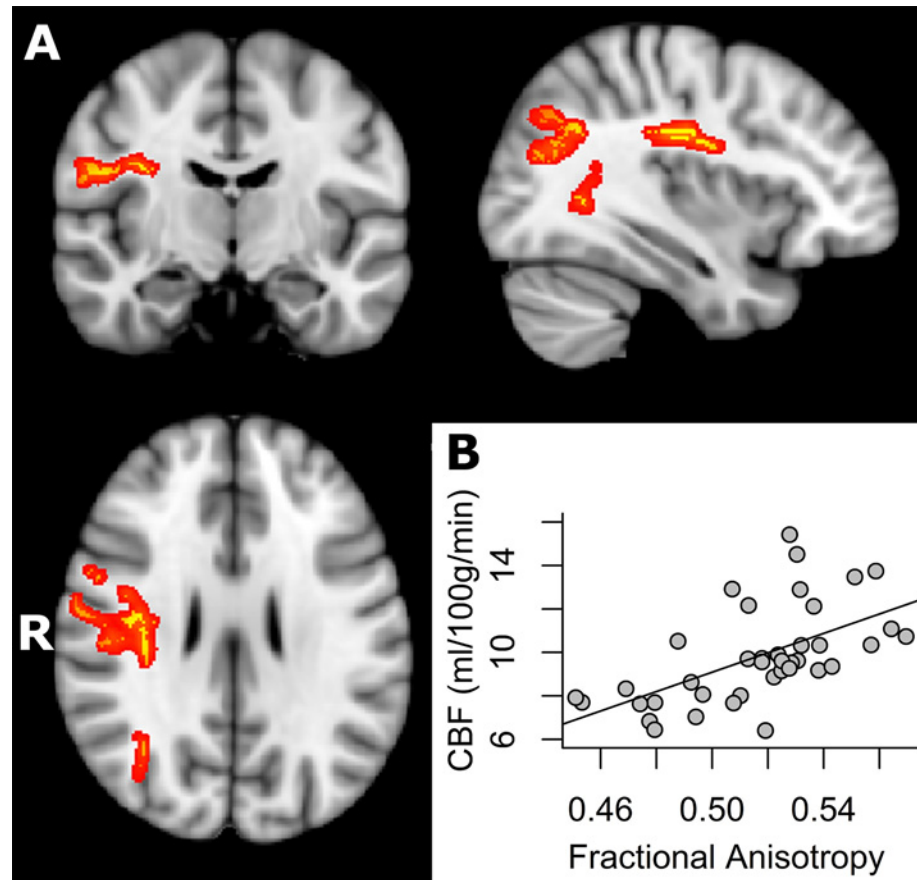 A
R
B
CBF (ml/100g/min)
14
10
6
0.46 0.50 0.54
Fractional Anisotropy